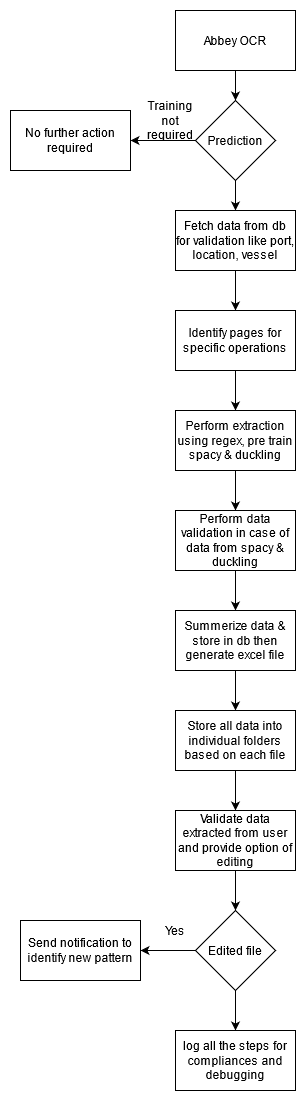 Abbey OCR
Training
not
required
No further action
required
Prediction
Fetch data from db
for validation like port,
location, vessel
Identify pages for
specific operations
Perform extraction
using regex, pre train
spacy & duckling
Perform data
validation in case of
data from spacy &
duckling
Summerize data &
store in db then
generate excel file
Store all data into
individual folders
based on each file
Validate data
extracted from user
and provide option of
editing
Yes
Send notification to
identify new pattern
Edited file
log all the steps for
compliances and
debugging